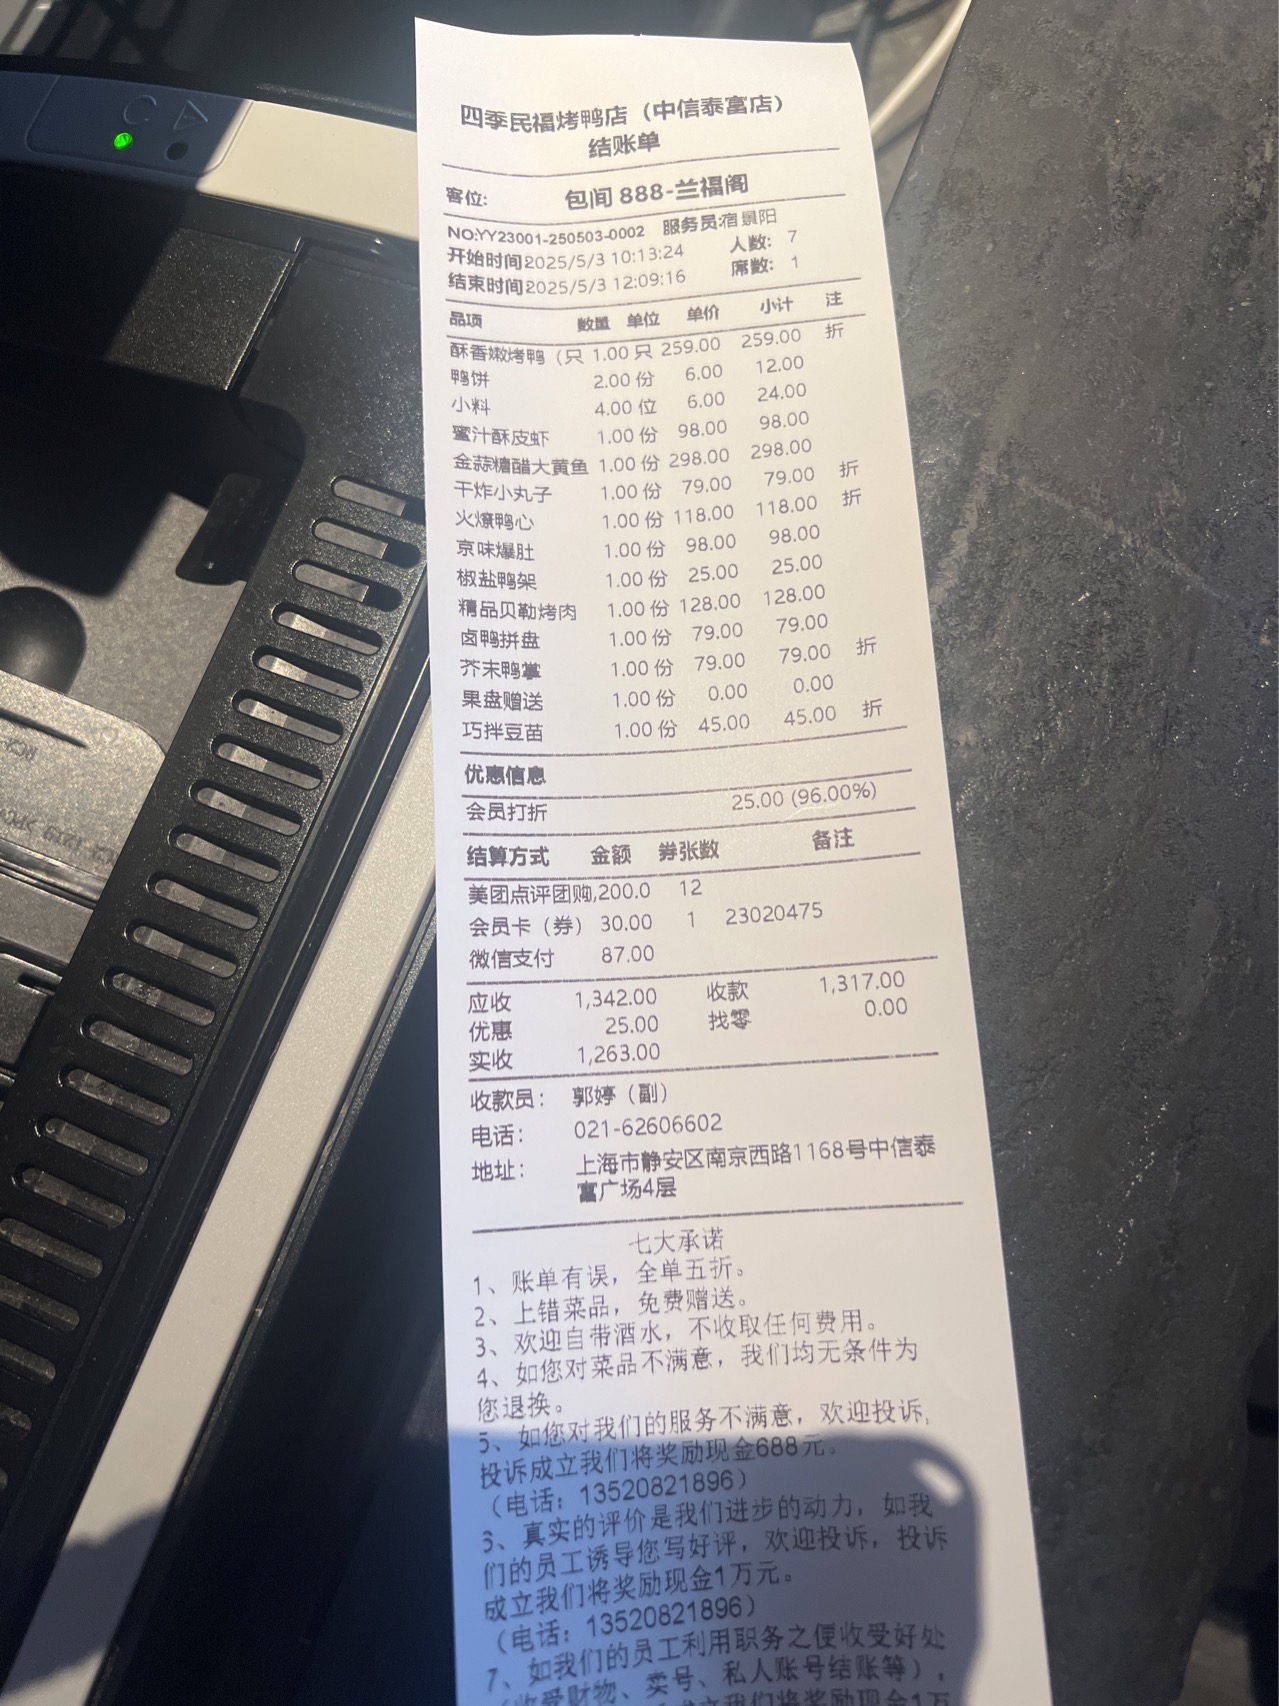 四季民福烤鸭店（中信泰富店）
结账单
客位: 包间 888-兰福阁
NO:YY23001-250503-0002 服务员:宿景阳
开始时间2025/5/3 10:13:24 人数: 7
结束时间2025/5/3 12:09:16 席数: 1
品项 数量 单位 单价 小计 注
酥香嫩烤鸭（只 1.00 只 259.00 259.00 折
鸭饼 2.00 份 6.00 12.00
小料 4.00 位 6.00 24.00
蜜汁酥皮虾 1.00 份 98.00 98.00
金蒜糖醋大黄鱼 1.00 份 298.00 298.00
干炸小丸子 1.00 份 79.00 79.00 折
火燎鸭心 1.00 份 118.00 118.00 折
京味爆肚 1.00 份 98.00 98.00
椒盐鸭架 1.00 份 25.00 25.00
精品贝勒烤肉 1.00 份 128.00 128.00
卤鸭拼盘 1.00 份 79.00 79.00
芥末鸭掌 1.00 份 79.00 79.00 折
果盘赠送 1.00 份 0.00 0.00
巧拌豆苗 1.00 份 45.00 45.00 折
优惠信息
会员打折 25.00 (96.00%)
结算方式 金额 券张数 备注
美团点评团购,200.0 12
会员卡（券） 30.00 1 23020475
微信支付 87.00
应收 1,342.00 收款 1,317.00
优惠 25.00 找零 0.00
实收 1,263.00
收款员： 郭婷（副）
电话： 021-62606602
地址： 上海市静安区南京西路1168号中信泰
富广场4层
七大承诺
1、账单有误，全单五折。
2、上错菜品，免费赠送。
3、欢迎自带酒水，不收取任何费用。
4、如您对菜品不满意，我们均无条件为
您退换。
5、如您对我们的服务不满意，欢迎投诉,
投诉成立我们将奖励现金688元。
（电话：13520821896）
6、真实的评价是我们进步的动力，如我
们的员工诱导您写好评，欢迎投诉，投诉
成立我们将奖励现金1万元。
（电话：13520821896）
7、如我们的员工利用职务之便收受好处
（收受财物、卖号、私人账号结账等），
成立我们将奖励现金1万